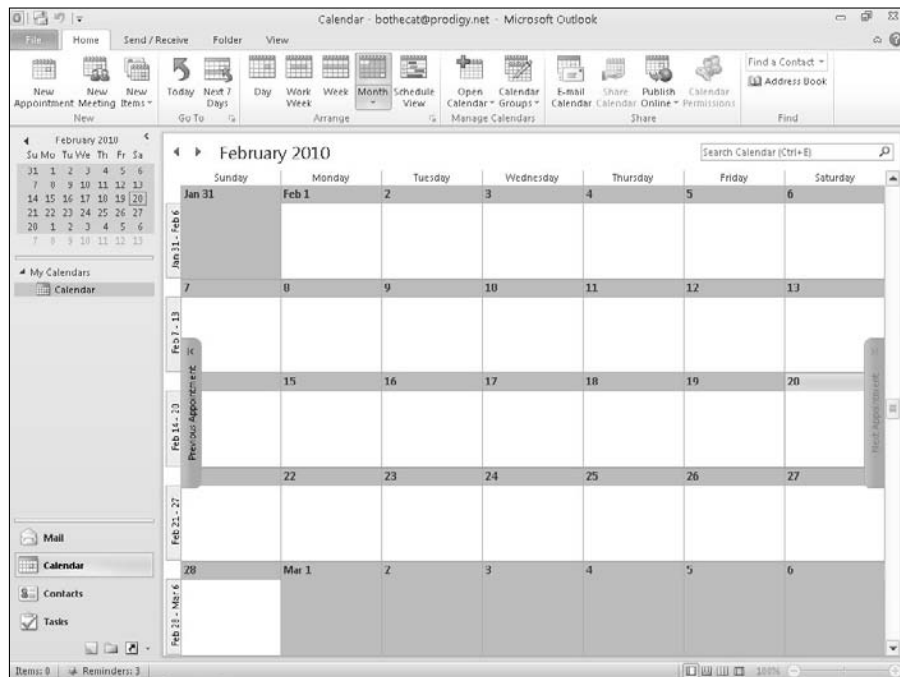 Calendar - bothecat@prodigy.net - Microsoft Outlook
File Home Send / Receive Folder View
New Appointment
New Meeting
New Items
New
Today
Next 7 Days
Go To
Day
Work Week
Week
Month
Schedule View
Arrange
Open Calendar
Calendar Groups
Manage Calendars
E-mail Calendar
Share Calendar
Publish Online
Calendar Permissions
Share
Find a Contact
Address Book
Find
February 2010
Su Mo Tu We Th Fr Sa
31 1 2 3 4 5 6
7 8 9 10 11 12 13
14 15 16 17 18 19 20
21 22 23 24 25 26 27
28 1 2 3 4 5 6
7 8 9 10 11 12 13
My Calendars
Calendar
Mail
Calendar
Contacts
Tasks
February 2010
Search Calendar (Ctrl+E)
Sunday Monday Tuesday Wednesday Thursday Friday Saturday
Jan 31 - Feb 6
Jan 31 Feb 1 2 3 4 5 6
Feb 7 - 13
7 8 9 10 11 12 13
Feb 14 - 20
15 16 17 18 19 20
Feb 21 - 27
22 23 24 25 26 27
Feb 28 - Mar 6
28 Mar 1 2 3 4 5 6
Previous Appointment
Next Appointment
Items: 0 Reminders: 3 100%